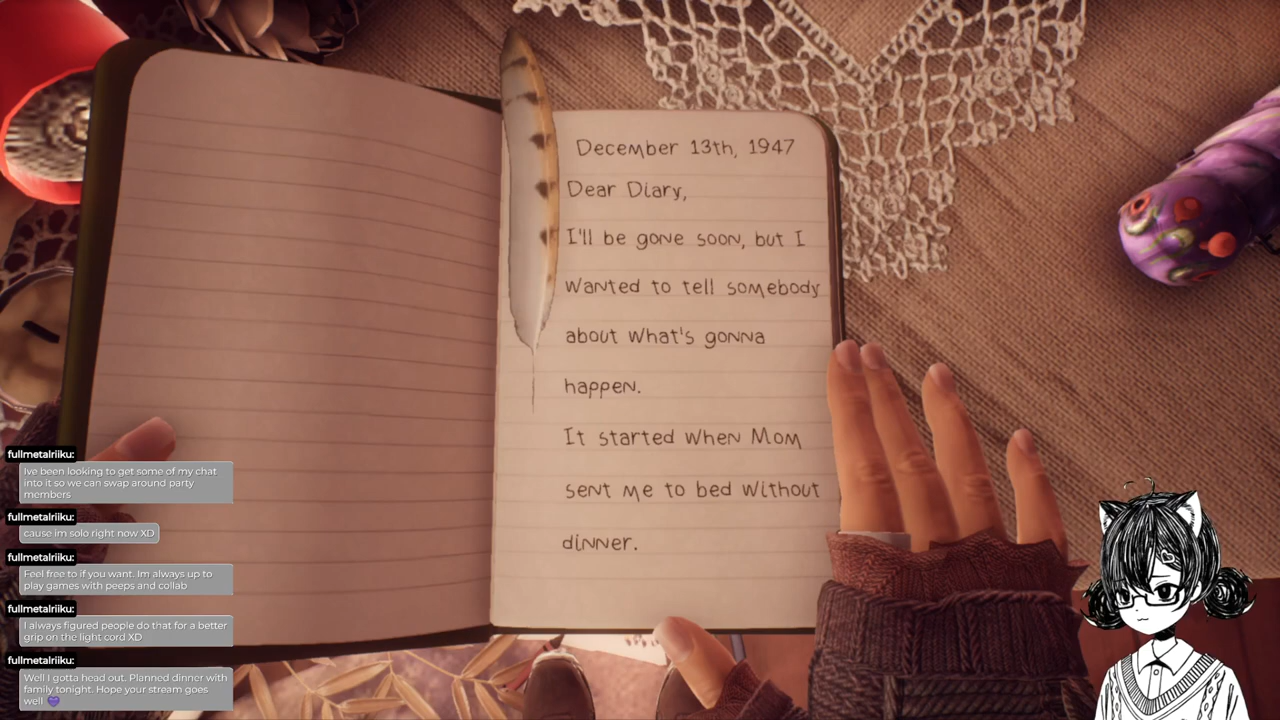 December 13th, 1947
Dear Diary,
I'll be gone soon, but I
wanted to tell somebody
about what's gonna
happen.
It started when Mom
sent me to bed without
dinner.
fullmetalriiku:
Ive been looking to get some of my chat
into it so we can swap around party
members
fullmetalriiku:
cause im solo right now XD
fullmetalriiku:
Feel free to if you want. Im always up to
play games with peeps and collab
fullmetalriiku:
I always figured people do that for a better
grip on the light cord XD
fullmetalriiku:
Well I gotta head out. Planned dinner with
family tonight. Hope your stream goes
well 💜